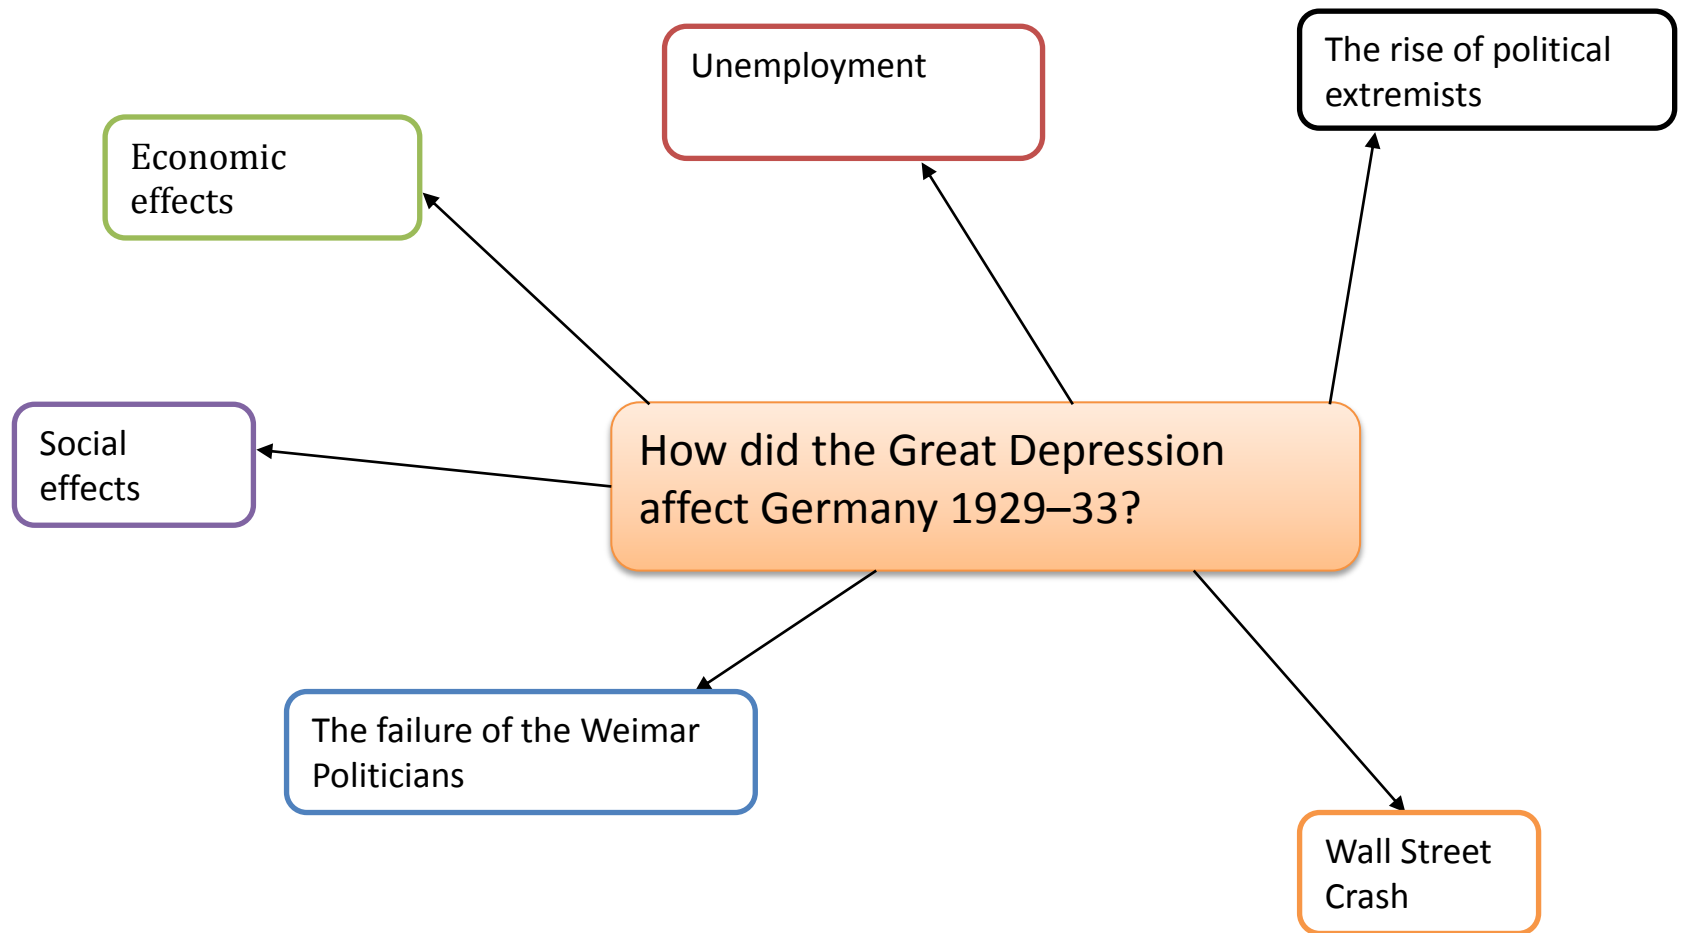 Unemployment
The rise of political
extremists
Economic
effects
Social
effects
How did the Great Depression
affect Germany 1929–33?
The failure of the Weimar
Politicians
Wall Street
Crash